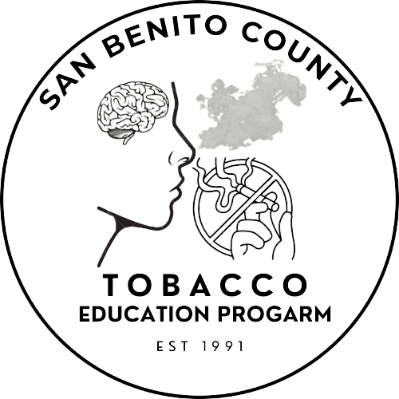 SAN BENITO COUNTY
TOBACCO
EDUCATION PROGARM
EST 1991